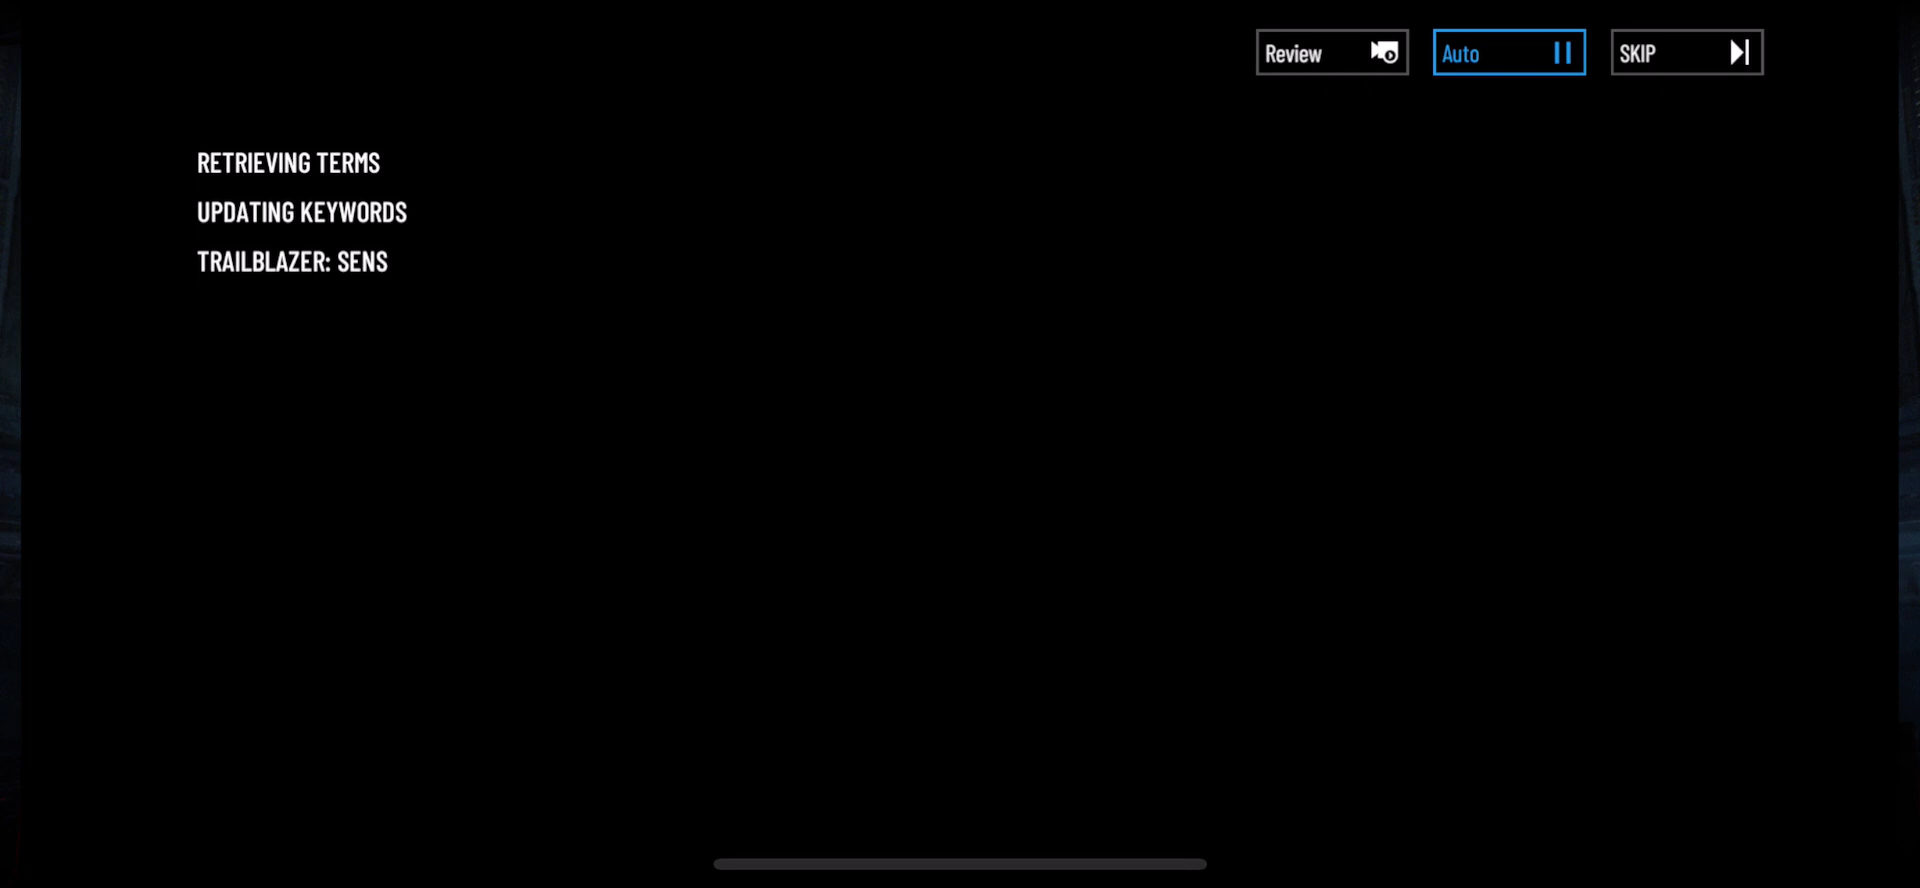 Review
Auto
SKIP
RETRIEVING TERMS
UPDATING KEYWORDS
TRAILBLAZER: SENS